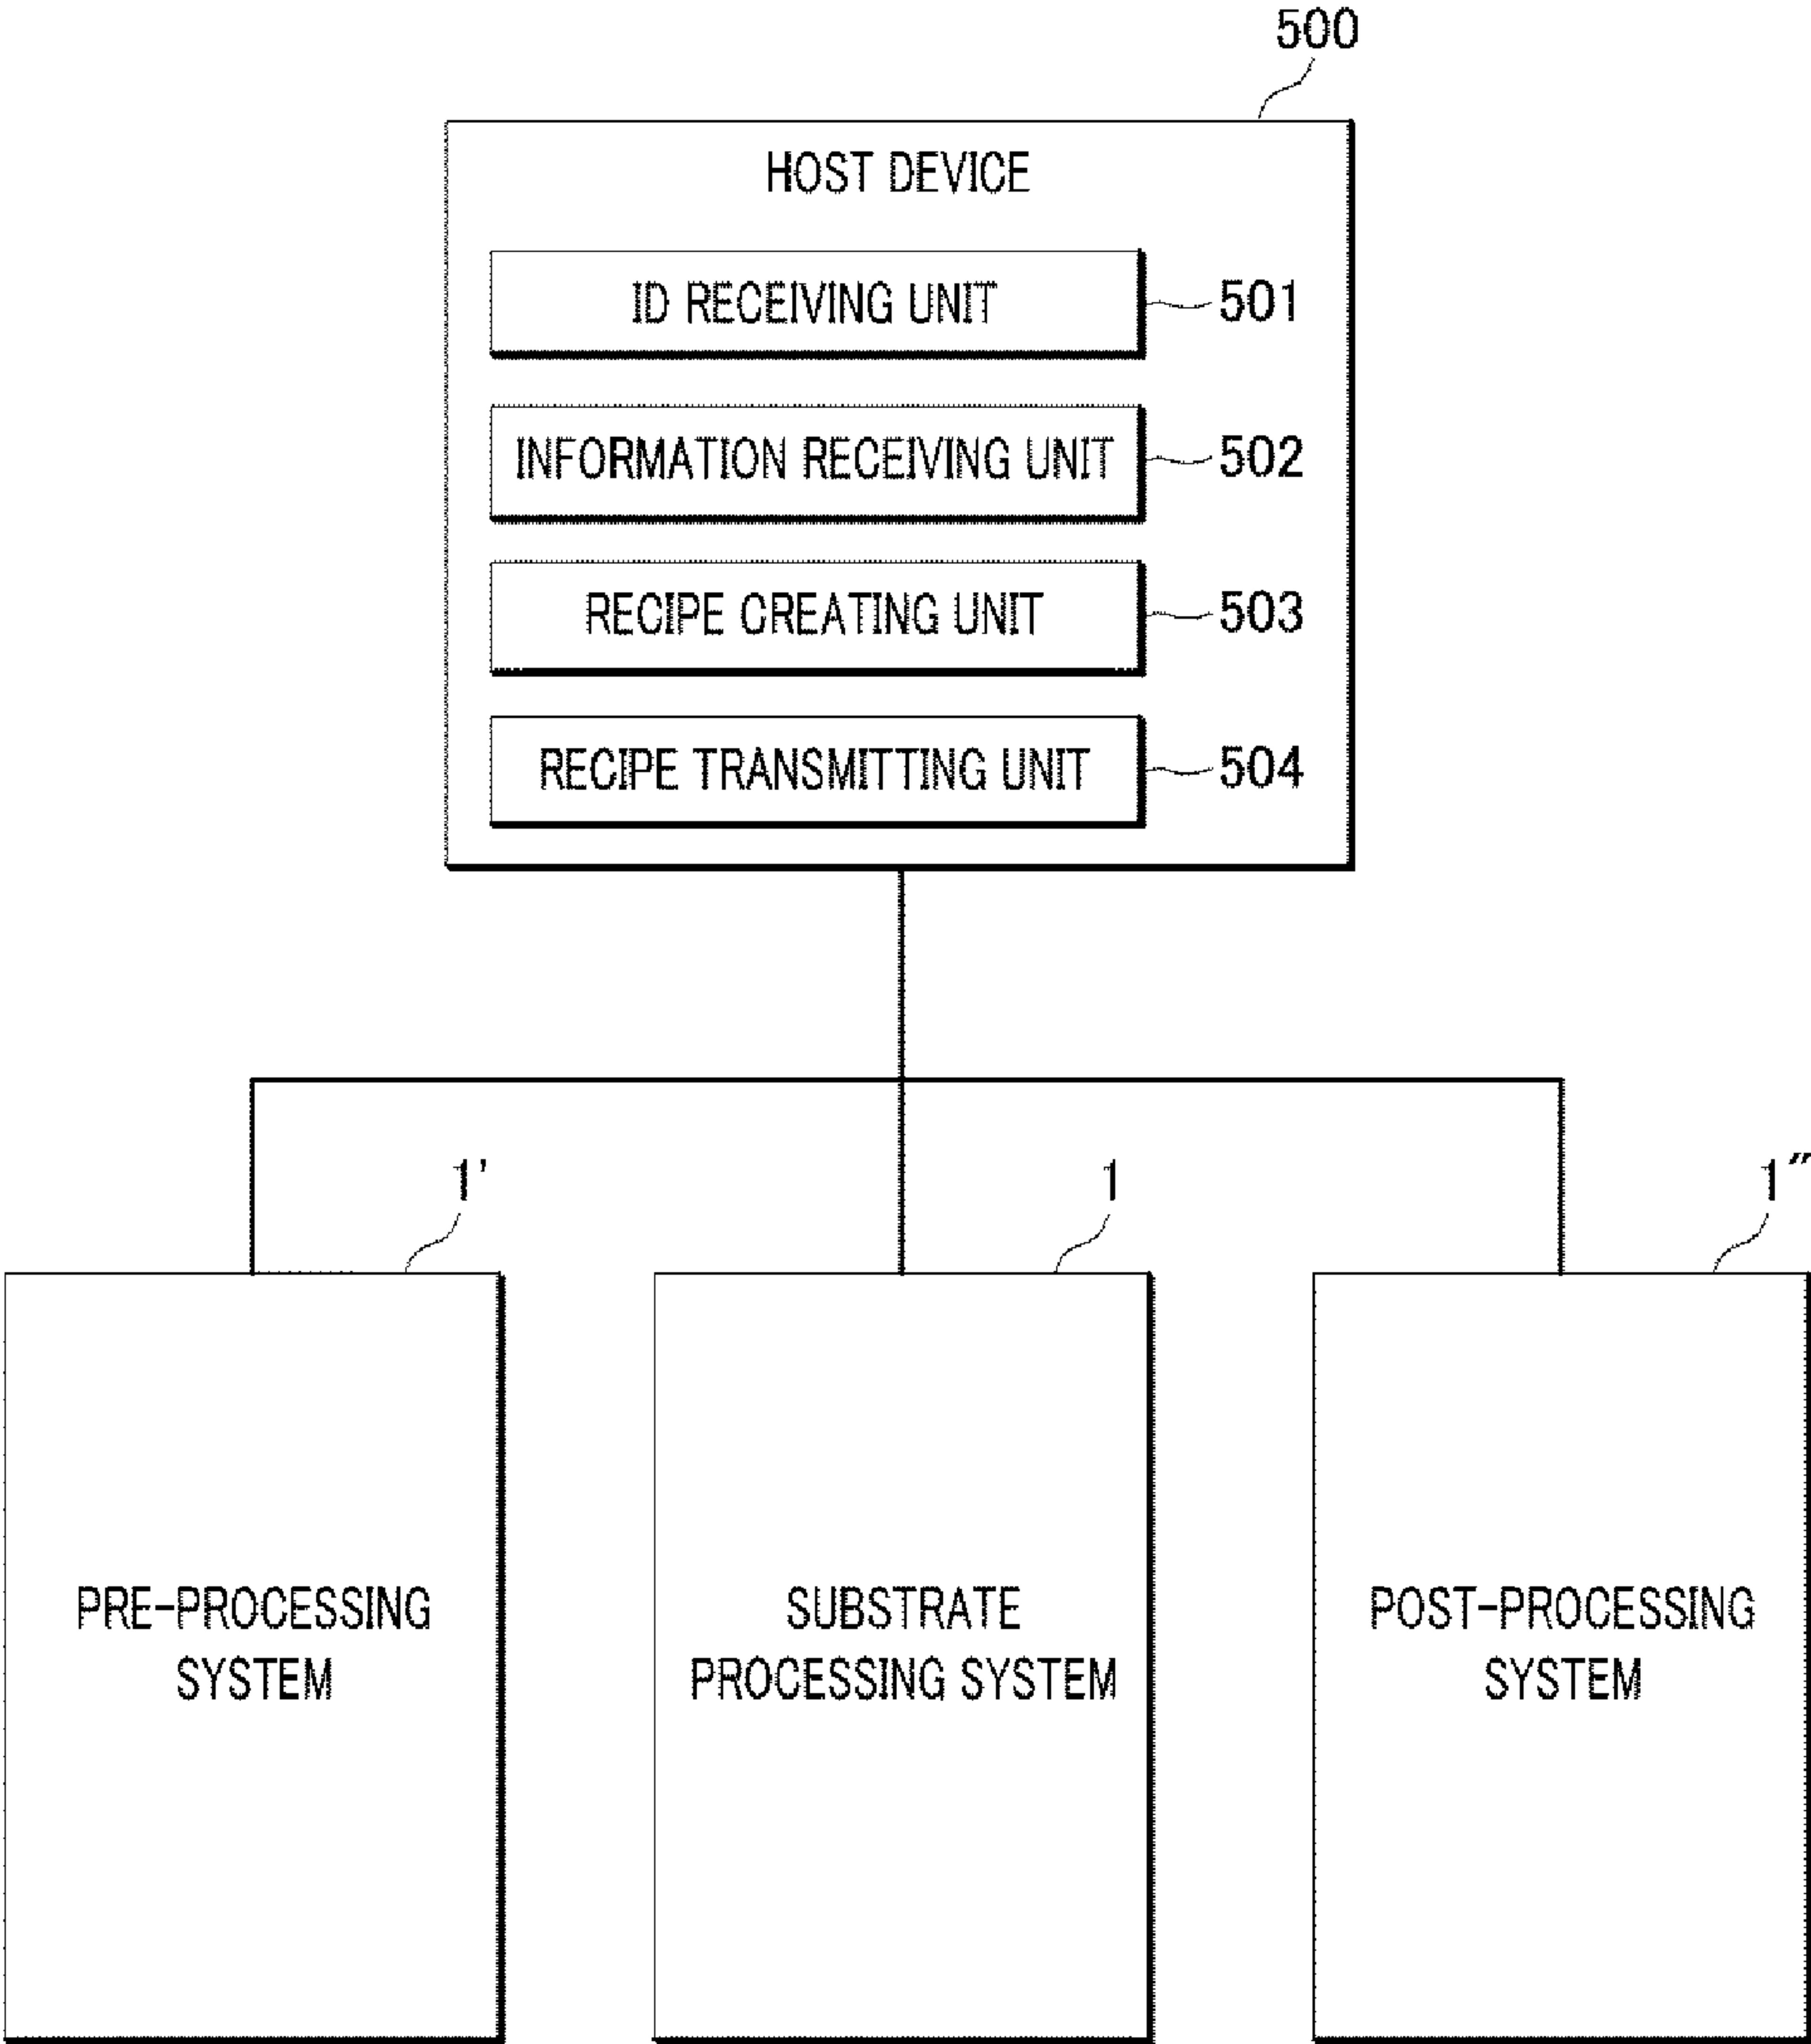 500
HOST DEVICE
ID RECEIVING UNIT
501
INFORMATION RECEIVING UNIT
502
RECIPE CREATING UNIT
503
RECIPE TRANSMITTING UNIT
504
1'
1
1"
PRE-PROCESSING
SYSTEM
SUBSTRATE
PROCESSING SYSTEM
POST-PROCESSING
SYSTEM